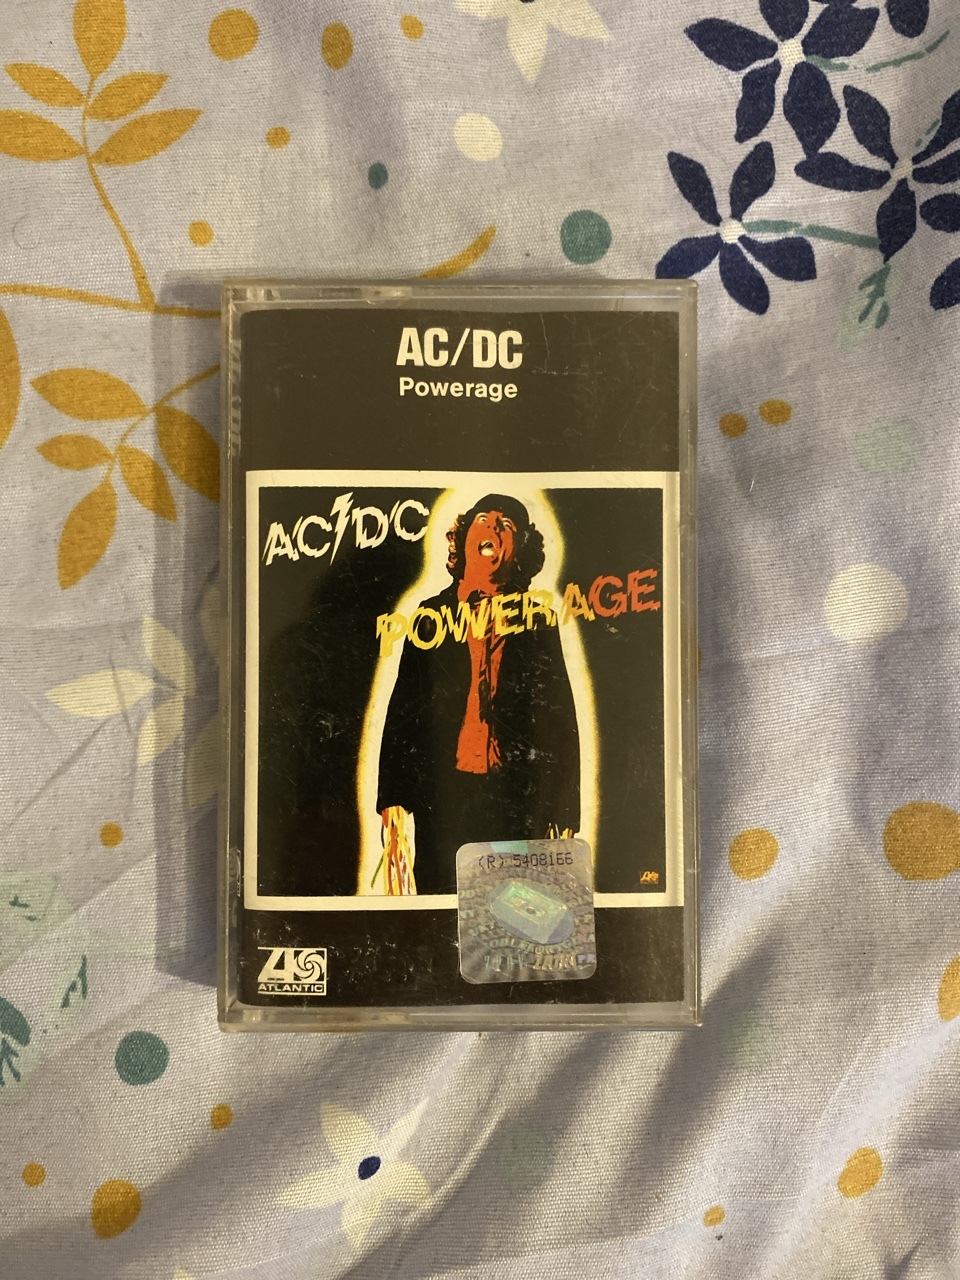 AC/DC
Powerage
AC/DC
POWERAGE
(R) 5408166
ATLANTIC